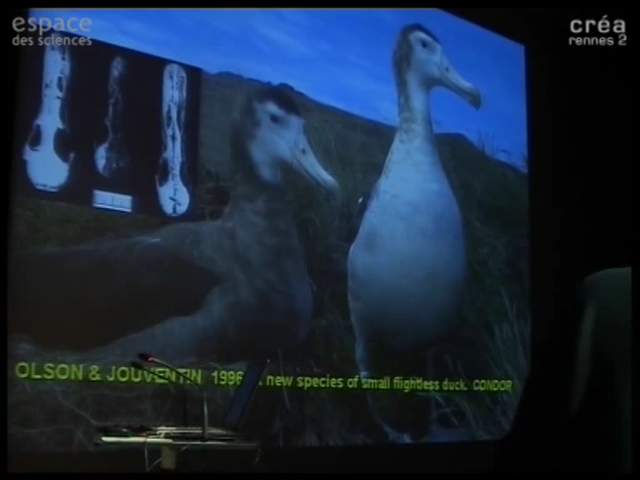 espace
des sciences
créa
rennes 2
OLSON & JOUVENTIN 1996 new species of small flightless duck. CONDOR